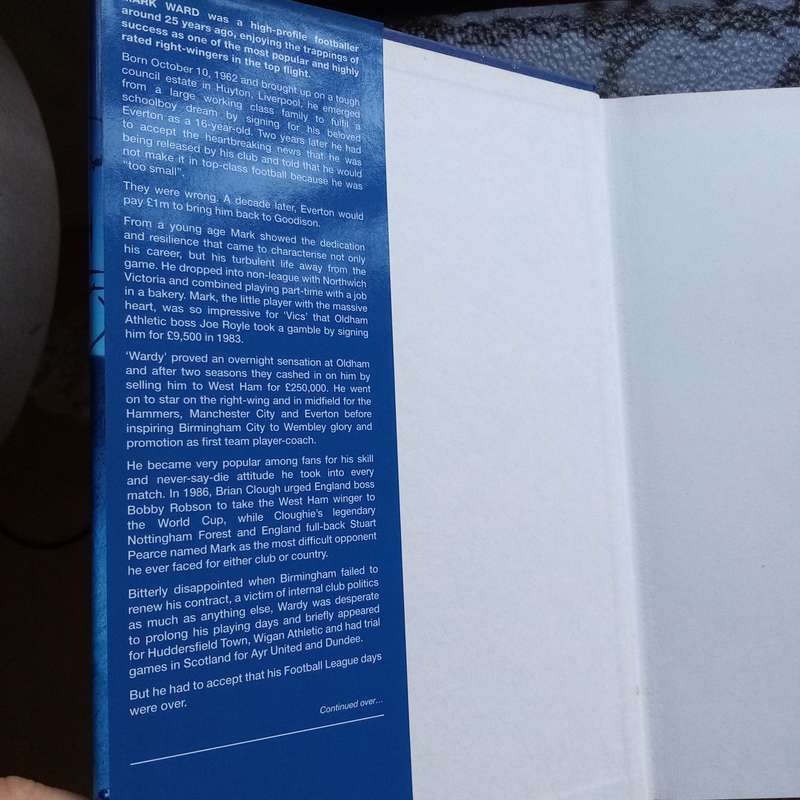 MARK WARD was a high-profile footballer
around 25 years ago, enjoying the trappings of
success as one of the most popular and highly
rated right-wingers in the top flight.
Born October 10, 1962 and brought up on a tough
council estate in Huyton, Liverpool, he emerged
from a large working class family to fulfil a
schoolboy dream by signing for his beloved
Everton as a 16-year-old. Two years later he had
to accept the heartbreaking news that he was
being released by his club and told that he would
not make it in top-class football because he was
"too small".
They were wrong. A decade later, Everton would
pay £1m to bring him back to Goodison.
From a young age Mark showed the dedication
and resilience that came to characterise not only
his career, but his turbulent life away from the
game. He dropped into non-league with Northwich
Victoria and combined playing part-time with a job
in a bakery. Mark, the little player with the massive
heart, was so impressive for 'Vics' that Oldham
Athletic boss Joe Royle took a gamble by signing
him for £9,500 in 1983.
'Wardy' proved an overnight sensation at Oldham
and after two seasons they cashed in on him by
selling him to West Ham for £250,000. He went
on to star on the right-wing and in midfield for the
Hammers, Manchester City and Everton before
inspiring Birmingham City to Wembley glory and
promotion as first team player-coach.
He became very popular among fans for his skill
and never-say-die attitude he took into every
match. In 1986, Brian Clough urged England boss
Bobby Robson to take the West Ham winger to
the World Cup, while Cloughie's legendary
Nottingham Forest and England full-back Stuart
Pearce named Mark as the most difficult opponent
he ever faced for either club or country.
Bitterly disappointed when Birmingham failed to
renew his contract, a victim of internal club politics
as much as anything else, Wardy was desperate
to prolong his playing days and briefly appeared
for Huddersfield Town, Wigan Athletic and had trial
games in Scotland for Ayr United and Dundee.
But he had to accept that his Football League days
were over.
Continued over...